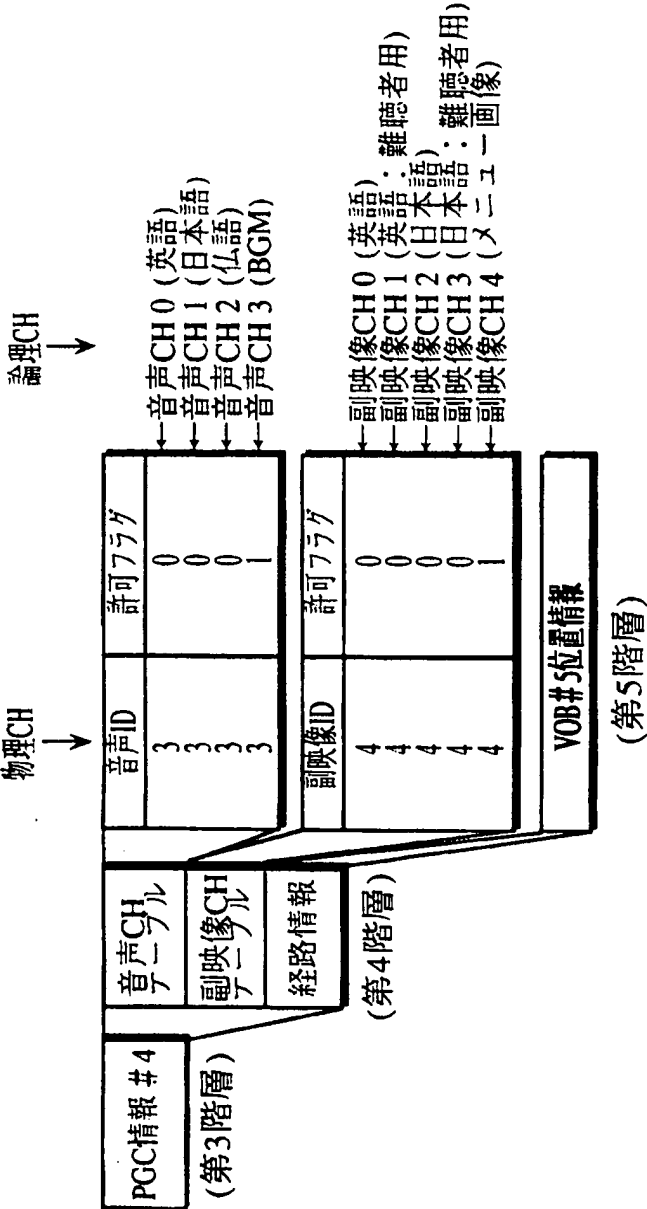 PGC情報＃4
(第3階層)
音声CH
テーブル
副映像CH
テーブル
経路情報
(第4階層)
物理CH
論理CH
音声ID
許可フラグ
3
0
音声CH 0 (英語)
3
0
音声CH 1 (日本語)
3
0
音声CH 2 (仏語)
3
1
音声CH 3 (BGM)
副映像ID
許可フラグ
4
0
副映像CH 0 (英語)
4
0
副映像CH 1 (英語：難聴者用)
4
0
副映像CH 2 (日本語)
4
0
副映像CH 3 (日本語：難聴者用)
4
1
副映像CH 4 (メニュー画像)
VOB＃5位置情報
(第5階層)